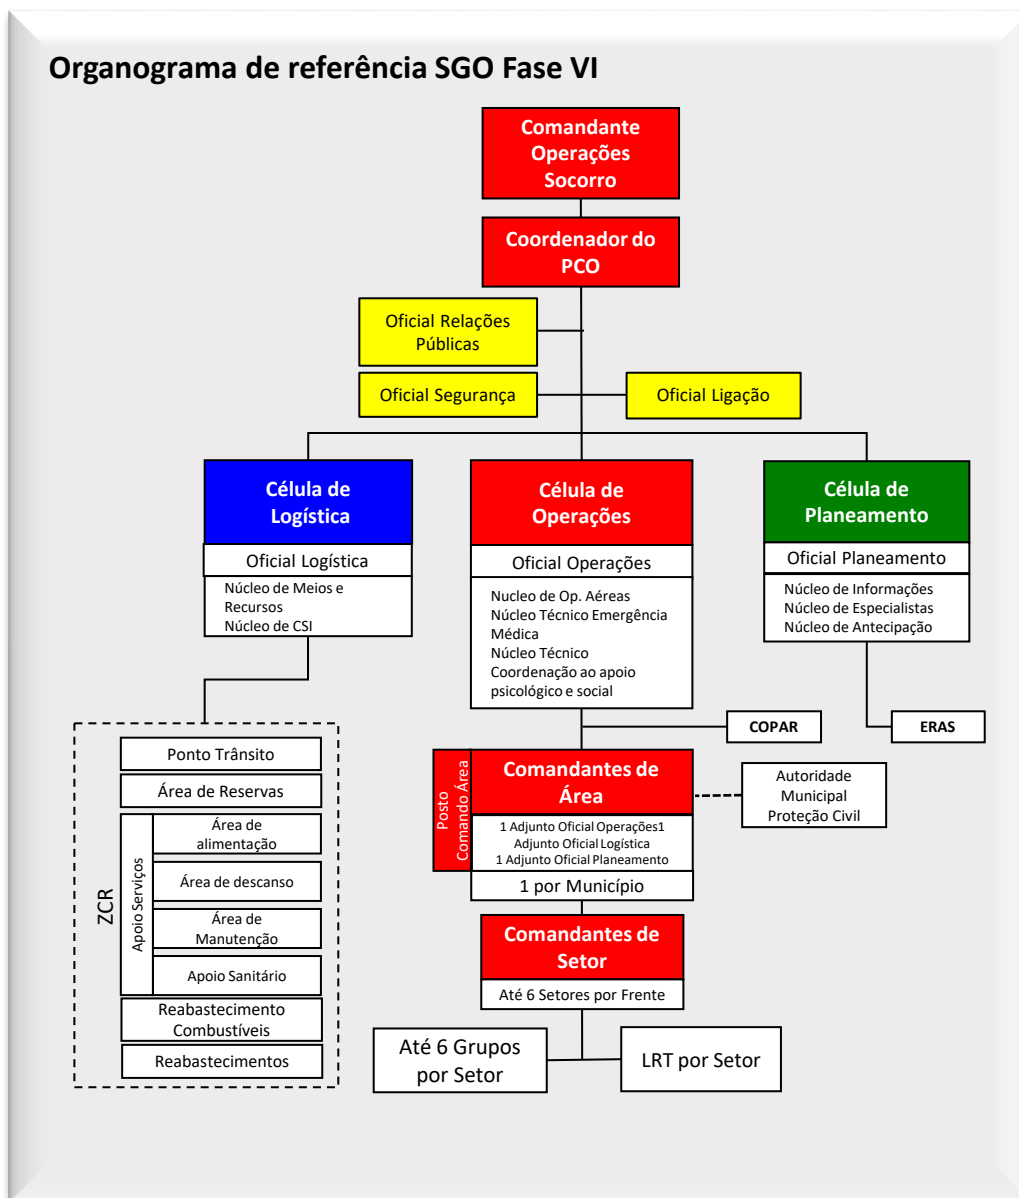 Organograma de referência SGO Fase VI
Comandante
Operações
Socorro
Coordenador do
PCO
Oficial Relações
Públicas
Oficial Segurança
Oficial Ligação
Célula de
Logística
Oficial Logística
Núcleo de Meios e
Recursos
Núcleo de CSI
Célula de
Operações
Oficial Operações
Nucleo de Op. Aéreas
Núcleo Técnico Emergência
Médica
Núcleo Técnico
Coordenação ao apoio
psicológico e social
Célula de
Planeamento
Oficial Planeamento
Núcleo de Informações
Núcleo de Especialistas
Núcleo de Antecipação
COPAR
ERAS
ZCR
Ponto Trânsito
Área de Reservas
Apoio Serviços
Área de
alimentação
Área de descanso
Área de
Manutenção
Apoio Sanitário
Reabastecimento
Combustíveis
Reabastecimentos
Posto
Comando Área
Comandantes de
Área
1 Adjunto Oficial Operações1
Adjunto Oficial Logística
1 Adjunto Oficial Planeamento
1 por Município
Autoridade
Municipal
Proteção Civil
Comandantes de
Setor
Até 6 Setores por Frente
Até 6 Grupos
por Setor
LRT por Setor